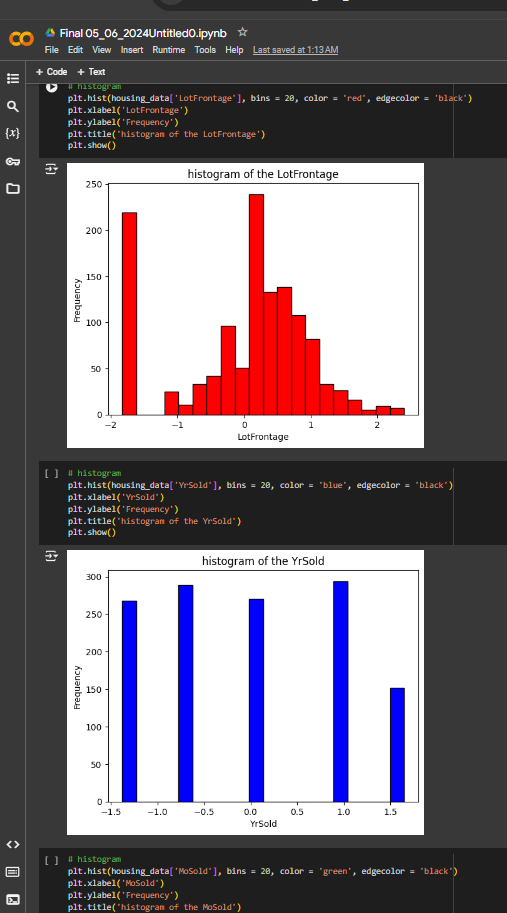 Final 05_06_2024Untitled0.ipynb
File Edit View Insert Runtime Tools Help Last saved at 1:13 AM
+ Code + Text
# histogram
plt.hist(housing_data['LotFrontage'], bins = 20, color = 'red', edgecolor = 'black')
plt.xlabel('LotFrontage')
plt.ylabel('Frequency')
plt.title('histogram of the LotFrontage')
plt.show()
histogram of the LotFrontage
250
200
150
100
50
0
Frequency
−2 −1 0 1 2
LotFrontage
[ ] # histogram
plt.hist(housing_data['YrSold'], bins = 20, color = 'blue', edgecolor = 'black')
plt.xlabel('YrSold')
plt.ylabel('Frequency')
plt.title('histogram of the YrSold')
plt.show()
histogram of the YrSold
300
250
200
150
100
50
0
Frequency
−1.5 −1.0 −0.5 0.0 0.5 1.0 1.5
YrSold
[ ] # histogram
plt.hist(housing_data['MoSold'], bins = 20, color = 'green', edgecolor = 'black')
plt.xlabel('MoSold')
plt.ylabel('Frequency')
plt.title('histogram of the MoSold')